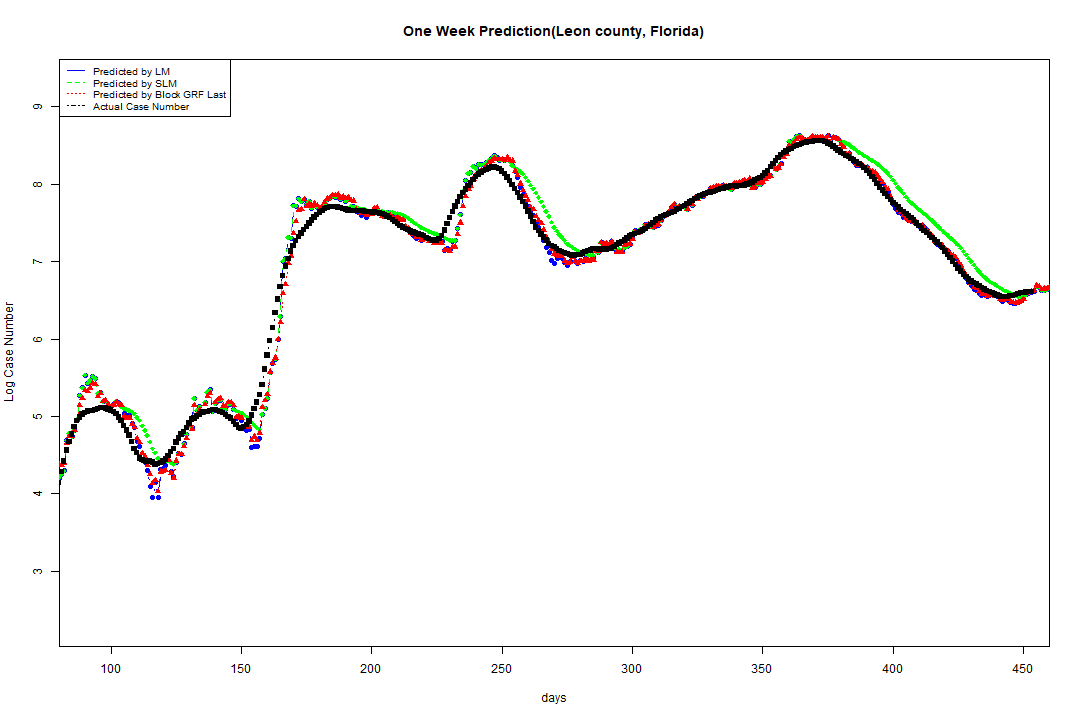 One Week Prediction(Leon county, Florida)
Predicted by LM
Predicted by SLM
Predicted by Block GRF Last
Actual Case Number
Log Case Number
9
8
7
6
5
4
3
100 150 200 250 300 350 400 450
days